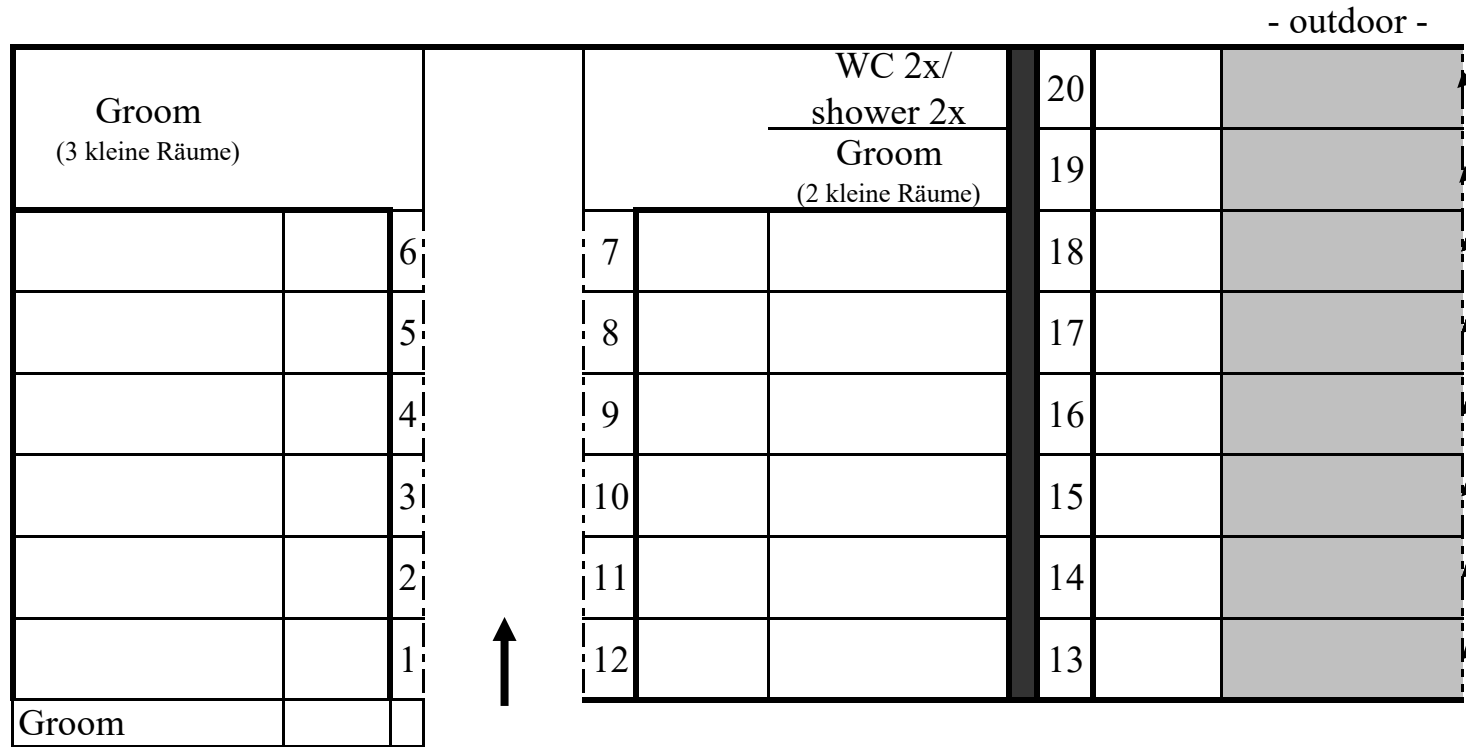 - outdoor -
WC 2x/
shower 2x
20
Groom
(3 kleine Räume)
Groom
(2 kleine Räume)
19
6
7
18
5
8
17
4
9
16
3
10
15
2
11
14
1
12
13
Groom